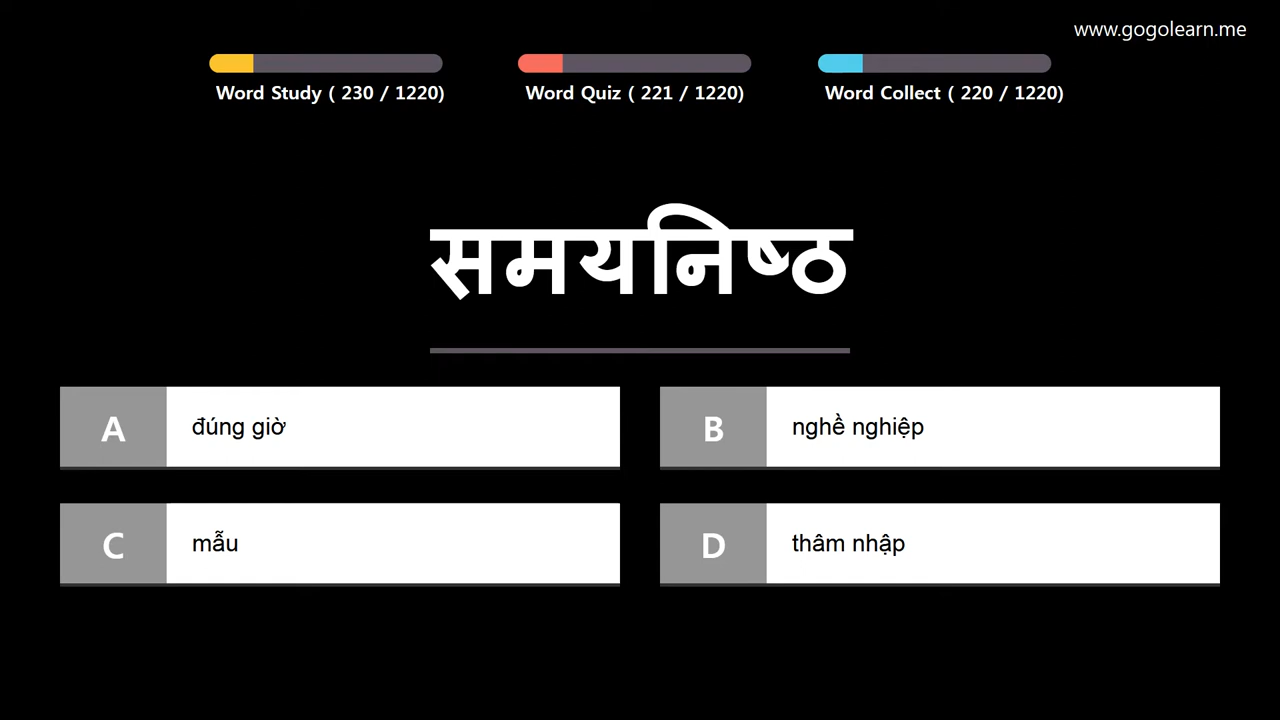 www.gogolearn.me
Word Study ( 230 / 1220)
Word Quiz ( 221 / 1220)
Word Collect ( 220 / 1220)
समयनिष्ठ
A đúng giờ
B nghề nghiệp
C mẫu
D thâm nhập